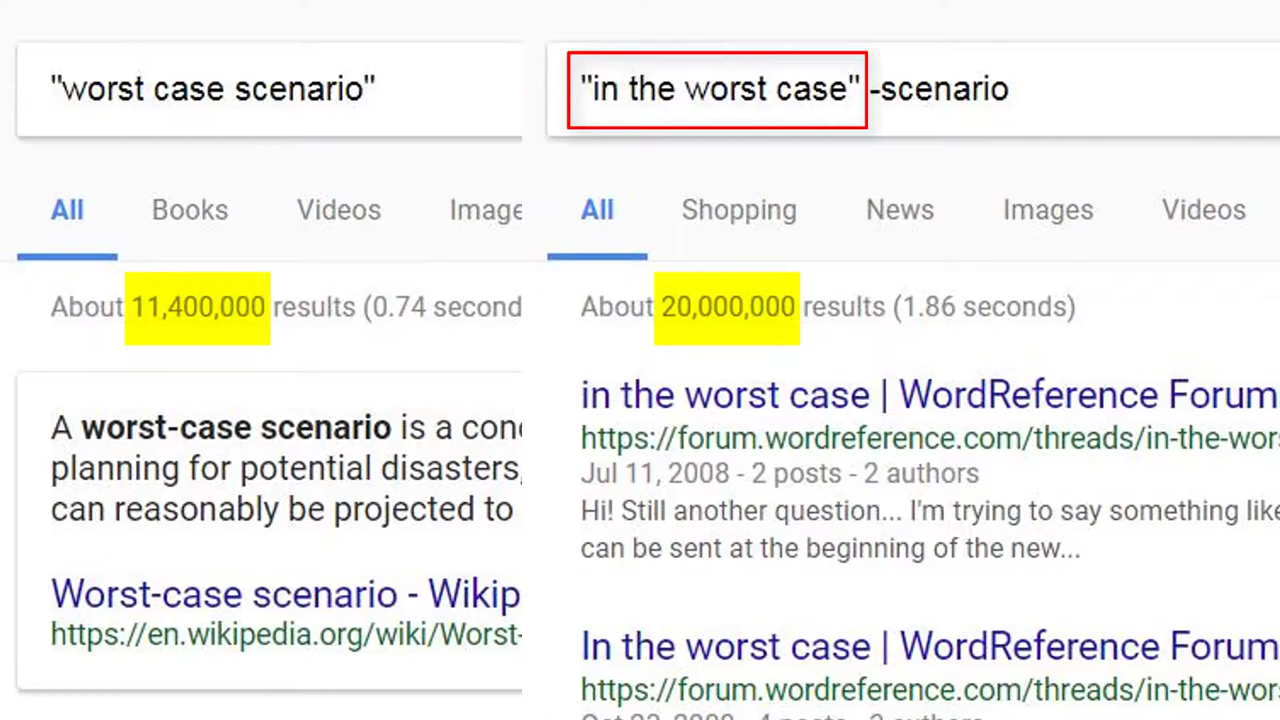 "worst case scenario"
All Books Videos Image
About 11,400,000 results (0.74 second
A worst-case scenario is a conc
planning for potential disasters,
can reasonably be projected to
Worst-case scenario - Wikip
https://en.wikipedia.org/wiki/Worst-
"in the worst case" -scenario
All Shopping News Images Videos
About 20,000,000 results (1.86 seconds)
in the worst case | WordReference Forum
https://forum.wordreference.com/threads/in-the-wors
Jul 11, 2008 - 2 posts - 2 authors
Hi! Still another question... I'm trying to say something like
can be sent at the beginning of the new...
In the worst case | WordReference Forum
https://forum.wordreference.com/threads/in-the-wors